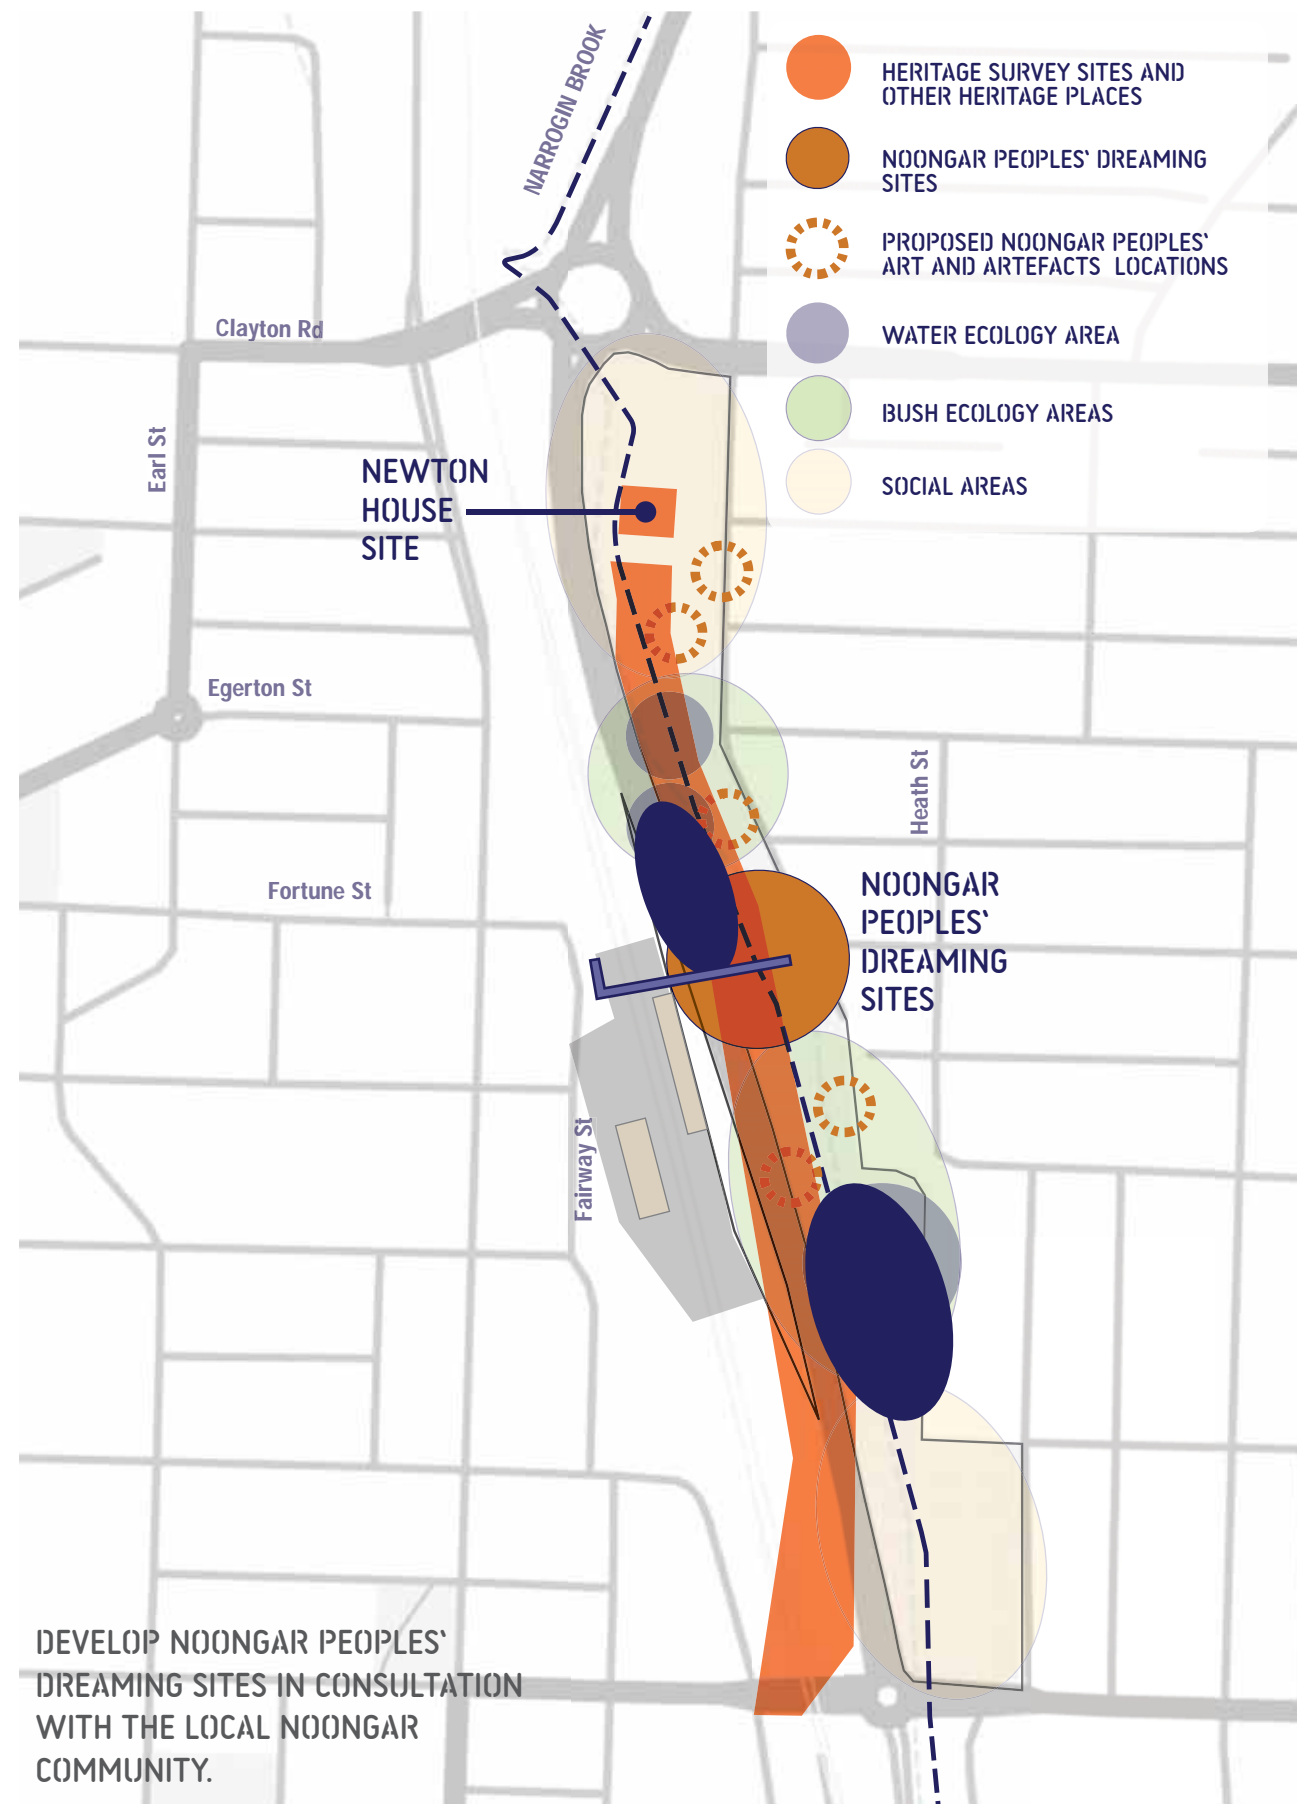 NARROGIN BROOK
HERITAGE SURVEY SITES AND
OTHER HERITAGE PLACES
NOONGAR PEOPLES' DREAMING
SITES
PROPOSED NOONGAR PEOPLES'
ART AND ARTEFACTS LOCATIONS
WATER ECOLOGY AREA
BUSH ECOLOGY AREAS
SOCIAL AREAS
Clayton Rd
Earl St
NEWTON
HOUSE
SITE
Egerton St
Heath St
Fortune St
NOONGAR
PEOPLES'
DREAMING
SITES
Fairway St
DEVELOP NOONGAR PEOPLES'
DREAMING SITES IN CONSULTATION
WITH THE LOCAL NOONGAR
COMMUNITY.